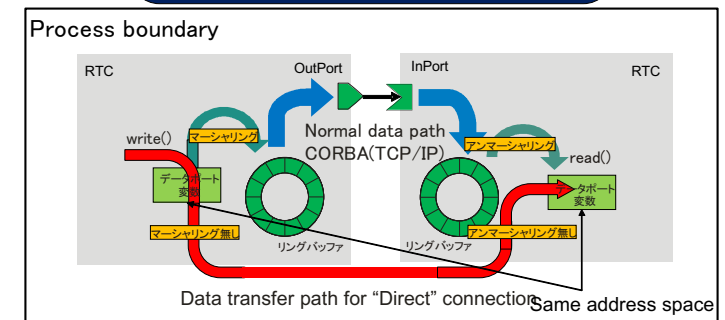 Process boundary
RTC
OutPort
InPort
RTC
write()
マーシャリング
Normal data path
CORBA(TCP/IP)
アンマーシャリング
read()
データポート
変数
データポート
変数
マーシャリング無し
リングバッファ
リングバッファ
アンマーシャリング無し
Data transfer path for “Direct” connection
Same address space